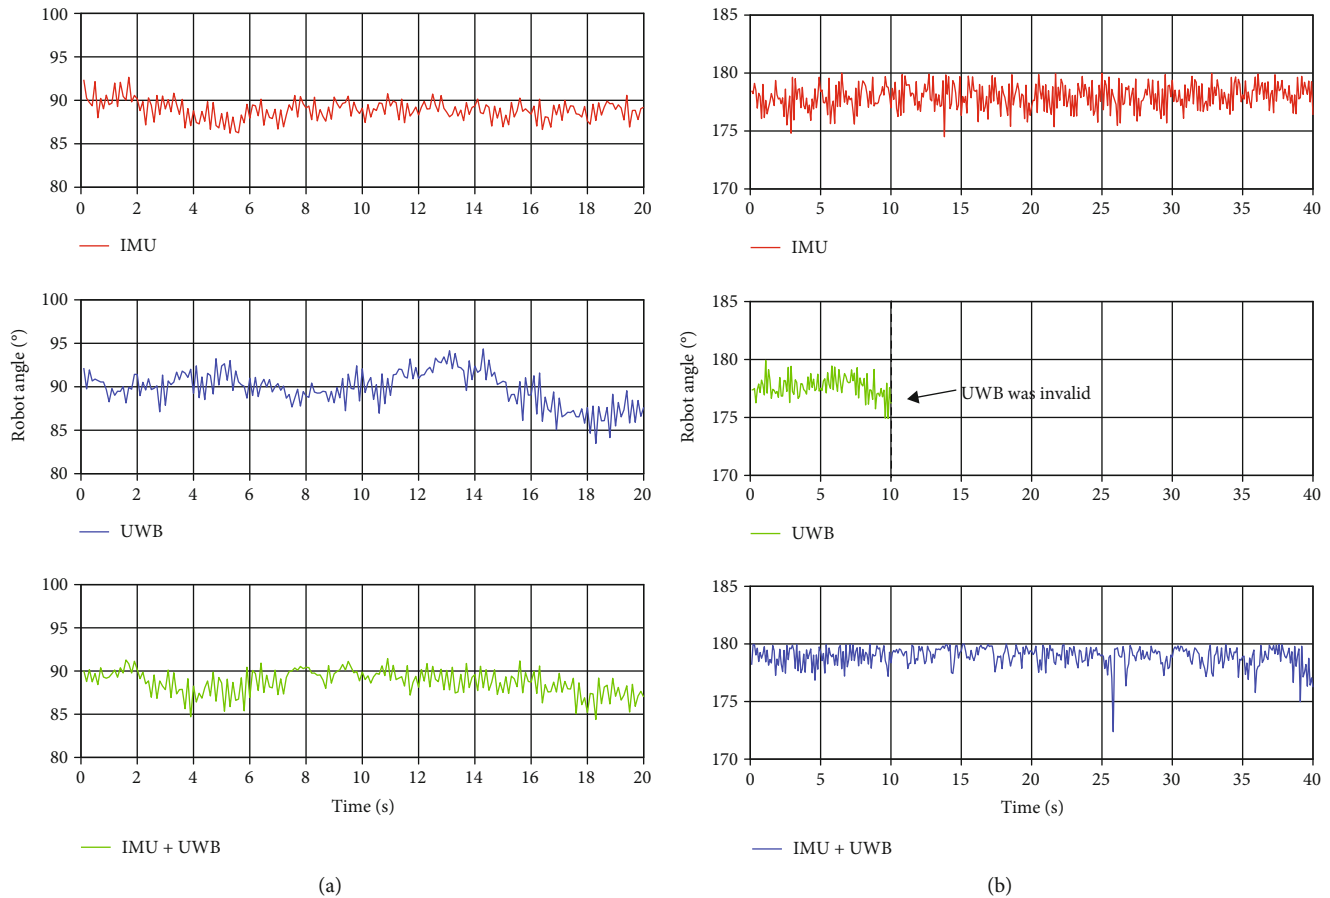 100
95
90
85
80
0 2 4 6 8 10 12 14 16 18 20
IMU
100
95
90
85
80
0 2 4 6 8 10 12 14 16 18 20
UWB
Robot angle (°)
100
95
90
85
80
0 2 4 6 8 10 12 14 16 18 20
Time (s)
IMU + UWB
(a)
185
180
175
170
0 5 10 15 20 25 30 35 40
IMU
185
180
175
170
0 5 10 15 20 25 30 35 40
UWB was invalid
UWB
Robot angle (°)
185
180
175
170
0 5 10 15 20 25 30 35 40
Time (s)
IMU + UWB
(b)